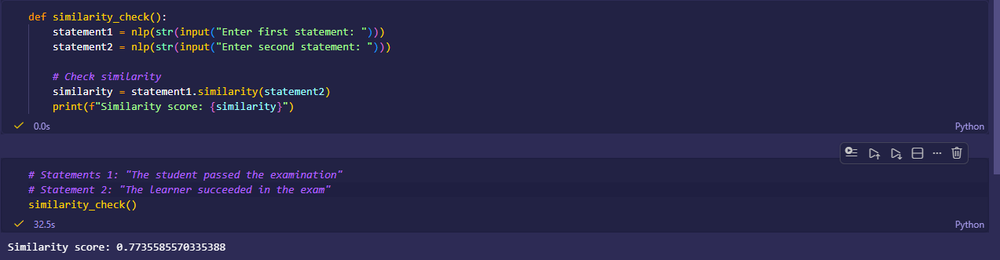 def similarity_check():
    statement1 = nlp(str(input("Enter first statement: ")))
    statement2 = nlp(str(input("Enter second statement: ")))
    # Check similarity
    similarity = statement1.similarity(statement2)
    print(f"Similarity score: {similarity}")
0.0s Python
# Statements 1: "The student passed the examination"
# Statement 2: "The learner succeeded in the exam"
similarity_check()
32.5s Python
Similarity score: 0.7735585570335388